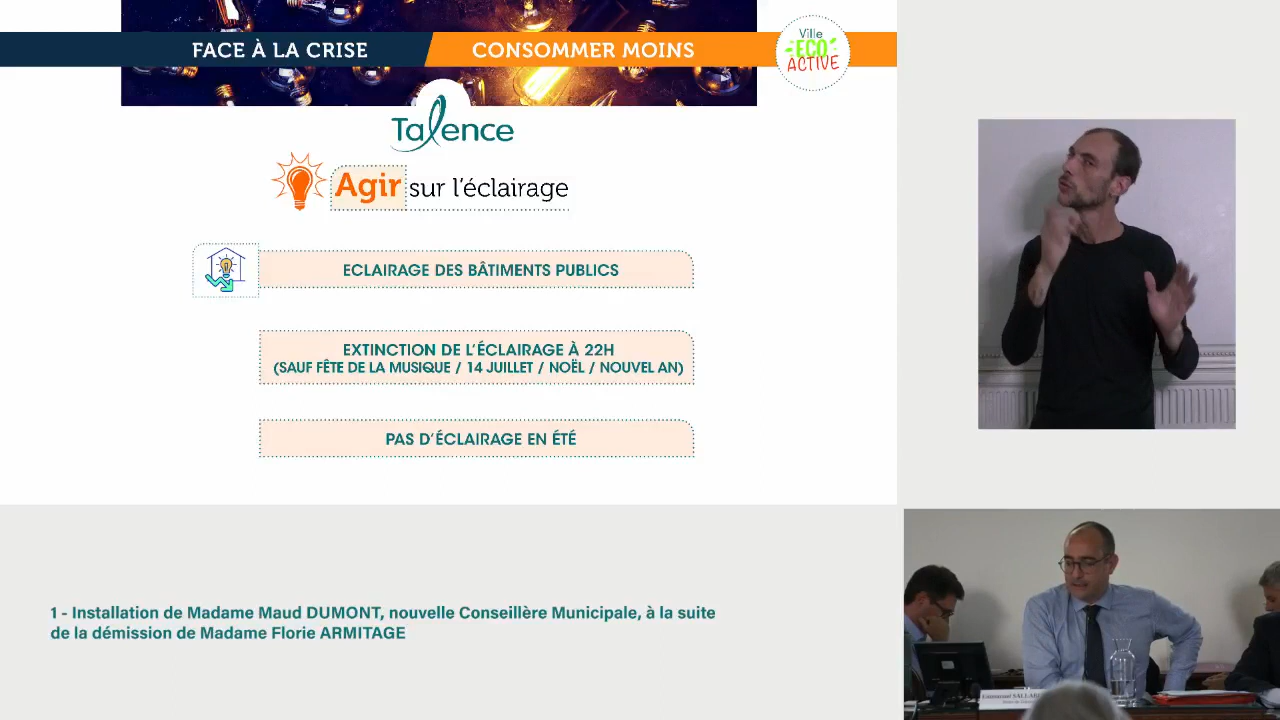 FACE À LA CRISE
CONSOMMER MOINS
Ville
ECO
ACTIVE
Talence
Agir sur l'éclairage
ECLAIRAGE DES BÂTIMENTS PUBLICS
EXTINCTION DE L'ÉCLAIRAGE À 22H
(SAUF FÊTE DE LA MUSIQUE / 14 JUILLET / NOËL / NOUVEL AN)
PAS D'ÉCLAIRAGE EN ÉTÉ
1 - Installation de Madame Maud DUMONT, nouvelle Conseillère Municipale, à la suite
de la démission de Madame Florie ARMITAGE
Emmanuel